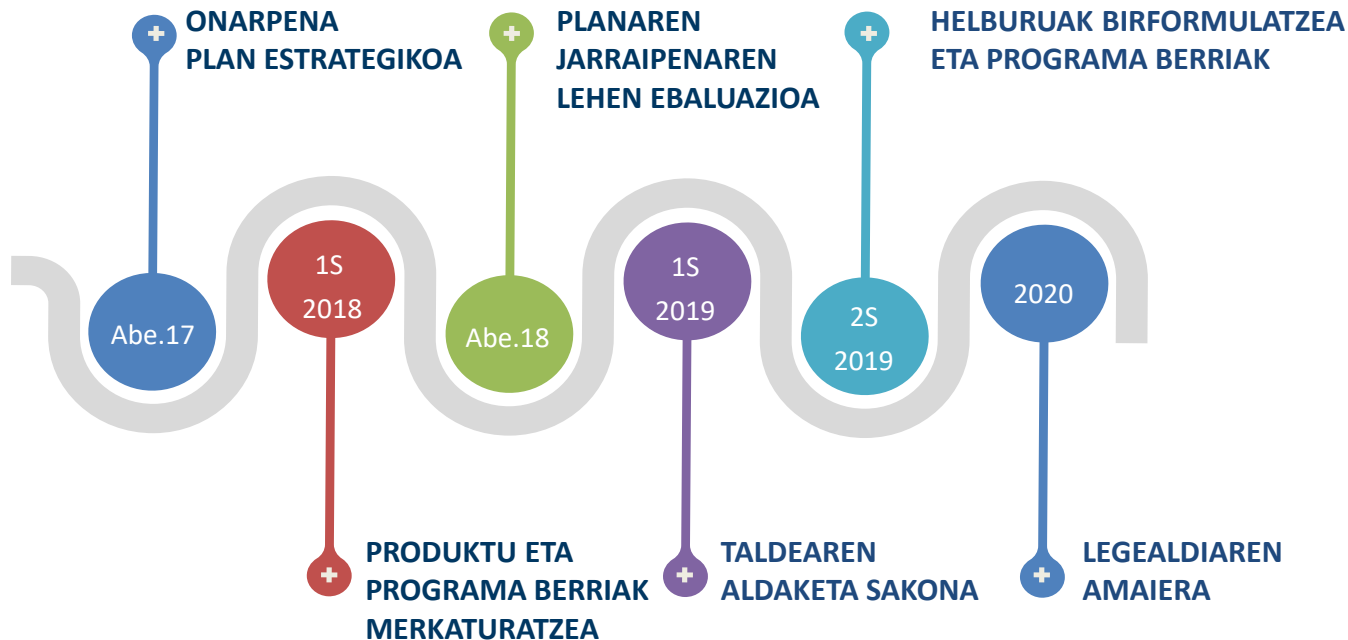 ONARPENA
PLAN ESTRATEGIKOA
PLANAREN
JARRAIPENAREN
LEHEN EBALUAZIOA
HELBURUAK BIRFORMULATZEA
ETA PROGRAMA BERRIAK
Abe.17
1S
2018
Abe.18
1S
2019
2S
2019
2020
PRODUKTU ETA
PROGRAMA BERRIAK
MERKATURATZEA
TALDEAREN
ALDAKETA SAKONA
LEGEALDIAREN
AMAIERA